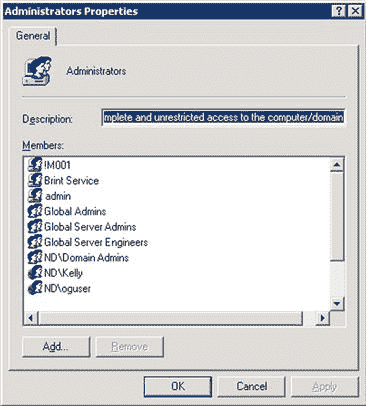 Administrators Properties
General
Administrators
Description: mplete and unrestricted access to the computer/domain
Members:
!M001
Brint Service
admin
Global Admins
Global Server Admins
Global Server Engineers
ND\Domain Admins
ND\Kelly
ND\oguser
Add... Remove
OK Cancel Apply